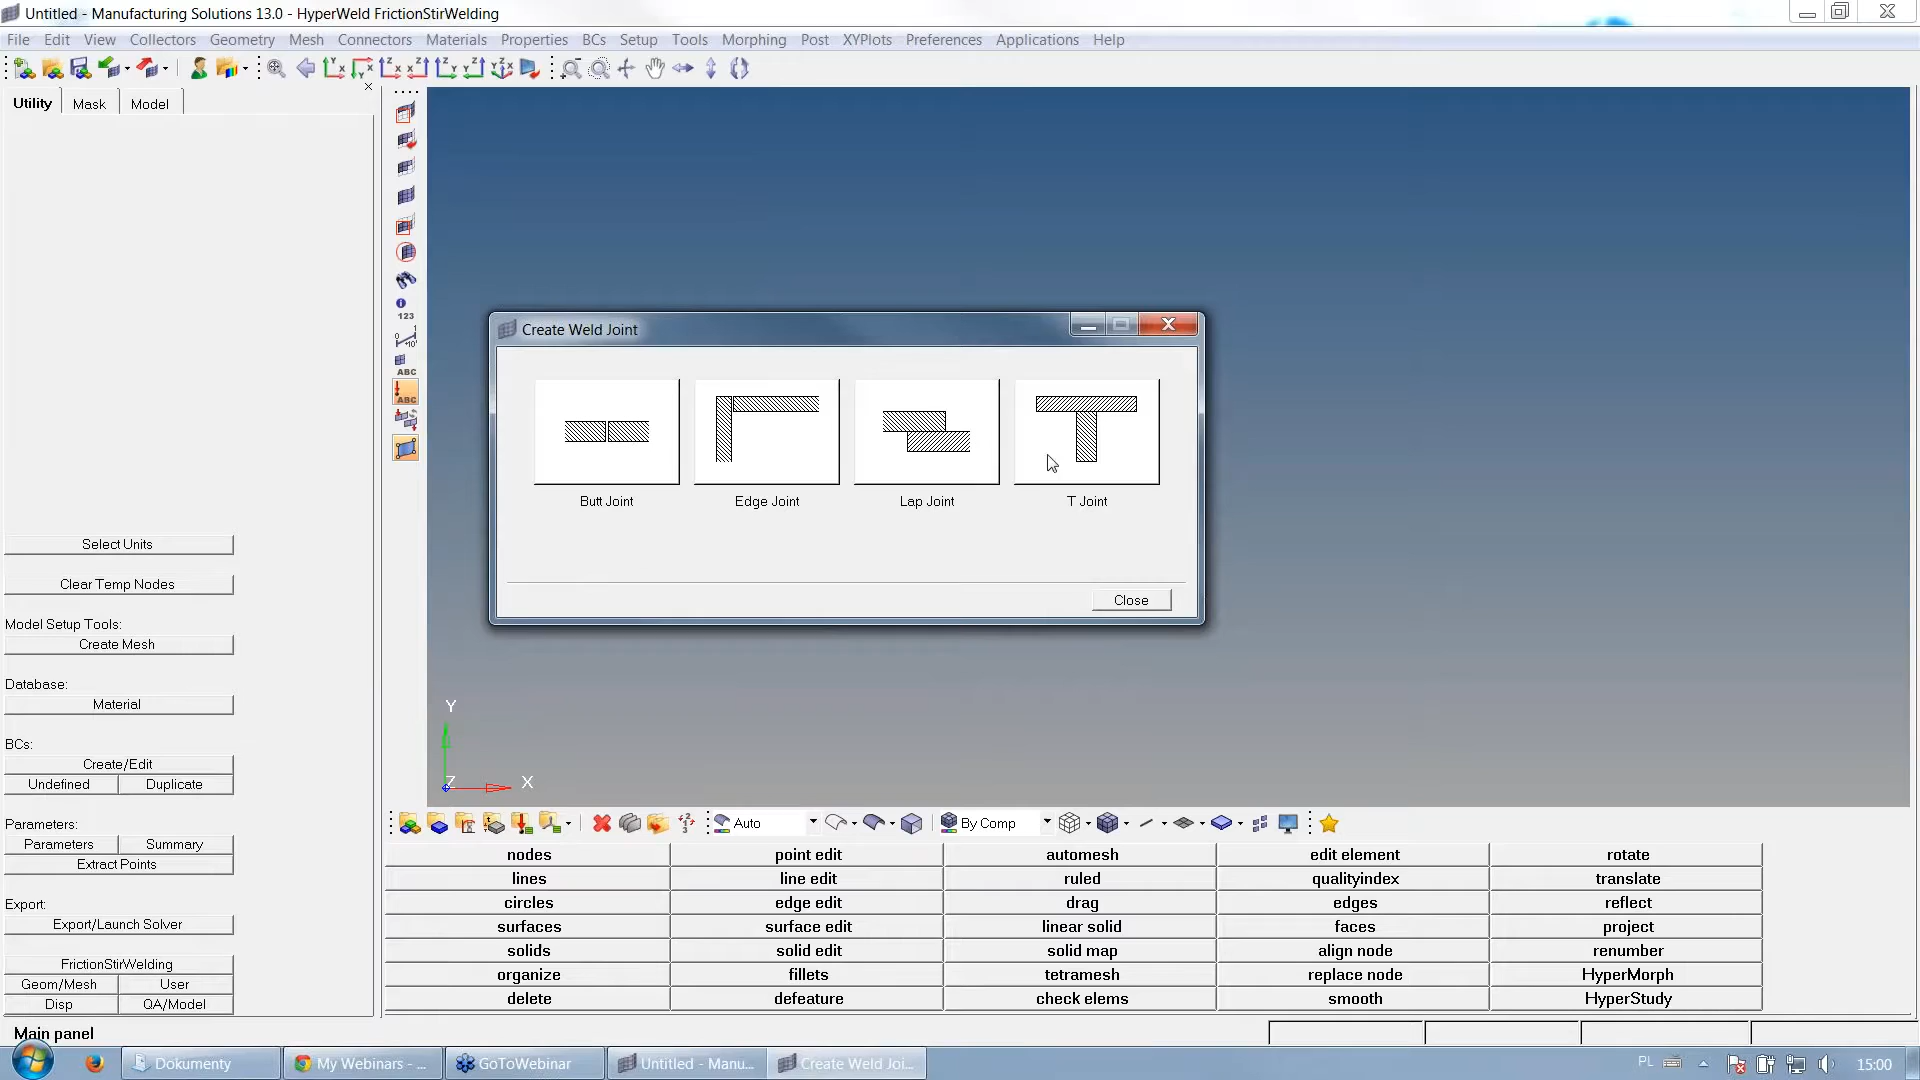 Untitled - Manufacturing Solutions 13.0 - HyperWeld FrictionStirWelding
File Edit View Collectors Geometry Mesh Connectors Materials Properties BCs Setup Tools Morphing Post XYPlots Preferences Applications Help
Utility Mask Model
Create Weld Joint
Butt Joint Edge Joint Lap Joint T Joint
Close
Select Units
Clear Temp Nodes
Model Setup Tools:
Create Mesh
Database:
Material
BCs:
Create/Edit
Undefined Duplicate
Parameters:
Parameters Summary
Extract Points
Export:
Export/Launch Solver
FrictionStirWelding
Geom/Mesh User
Disp QA/Model
123
ABC
ABC
Y
Z X
Auto By Comp
nodes point edit automesh edit element rotate
lines line edit ruled qualityindex translate
circles edge edit drag edges reflect
surfaces surface edit linear solid faces project
solids solid edit solid map align node renumber
organize fillets tetramesh replace node HyperMorph
delete defeature check elems smooth HyperStudy
Main panel
Dokumenty My Webinars - ... GoToWebinar Untitled - Manu... Create Weld Joi... PL 15:00